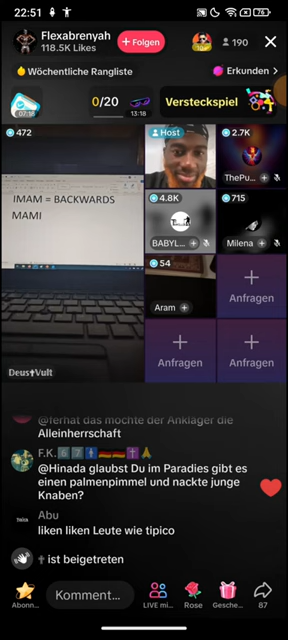 22:51
76
Flexabrenyah
118.5K Likes
+ Folgen
190
Wöchentliche Rangliste
Erkunden >
07:18
0/20
13:18
Versteckspiel
472
IMAM = BACKWARDS
MAMI
Deus Vult
Host
2.7K
ThePu...
4.8K
BABYL...
715
Milena
54
Aram
Anfragen
Anfragen
Anfragen
@ferhat das möchte der Ankläger die
Alleinherrschaft
F.K. 6 7
@Hinada glaubst Du im Paradies gibt es
einen palmenpimmel und nackte junge
Knaben?
Abu
liken liken Leute wie tipico
ist beigetreten
Abonn...
Komment...
LIVE mi...
Rose
Gesche...
87